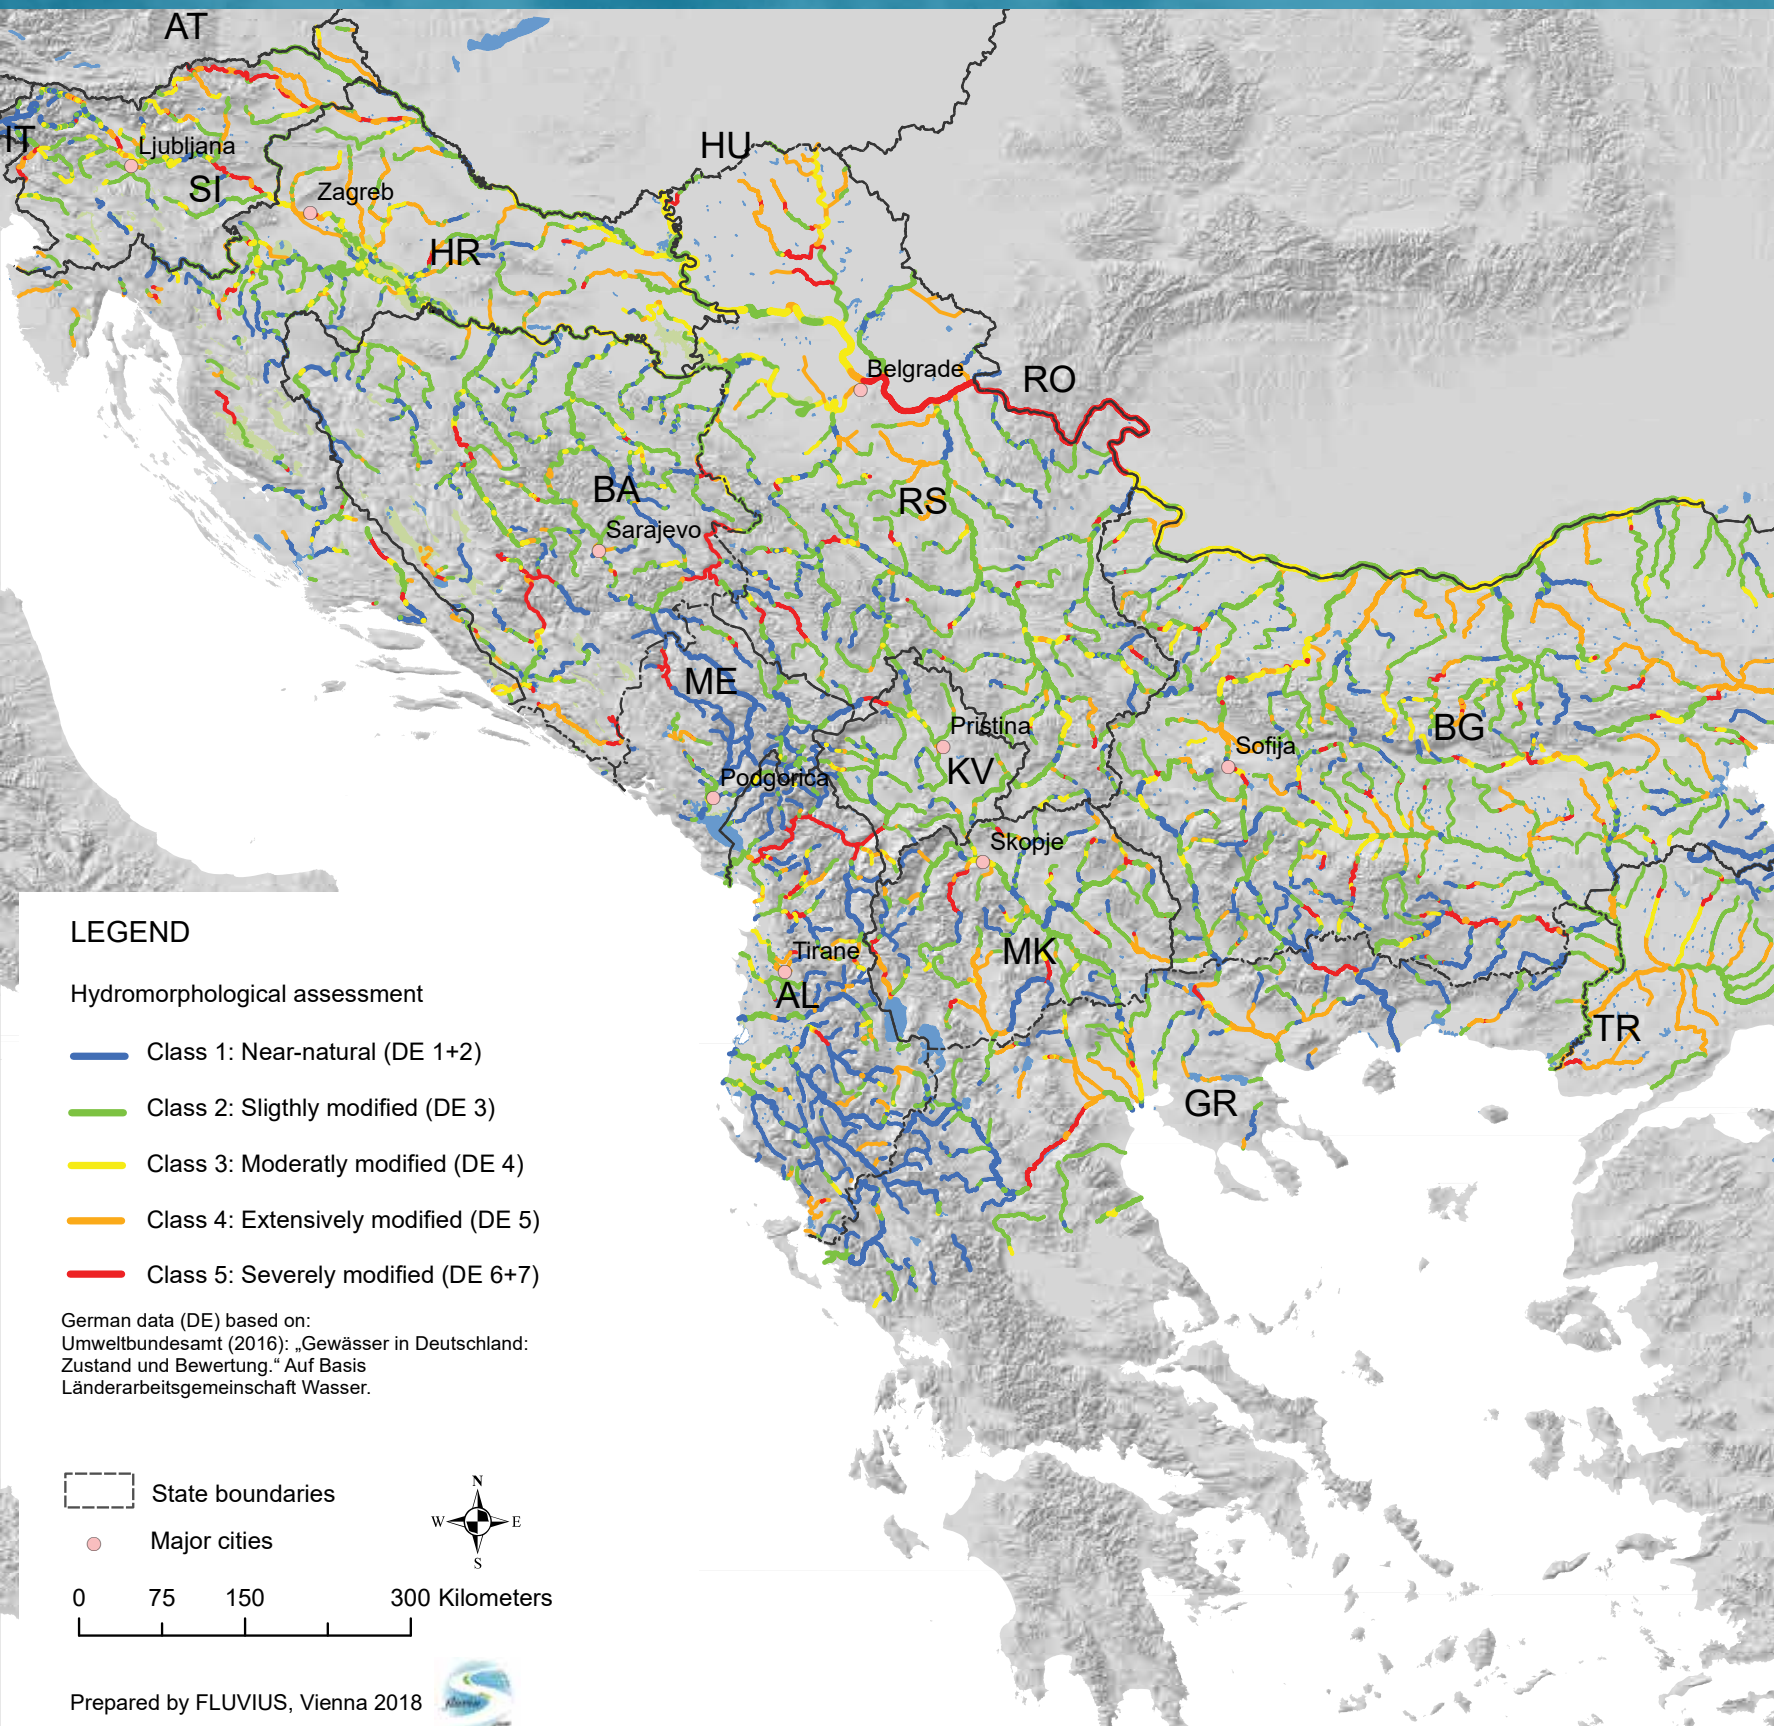 AT
HU
IT
Ljubljana
SI
Zagreb
HR
Belgrade
RO
BA
RS
Sarajevo
ME
Pristina
BG
Sofija
KV
Podgorica
Skopje
MK
Tirane
AL
TR
GR
LEGEND
Hydromorphological assessment
Class 1: Near-natural (DE 1+2)
Class 2: Sligthly modified (DE 3)
Class 3: Moderatly modified (DE 4)
Class 4: Extensively modified (DE 5)
Class 5: Severely modified (DE 6+7)
German data (DE) based on:
Umweltbundesamt (2016): „Gewässer in Deutschland:
Zustand und Bewertung.“ Auf Basis
Länderarbeitsgemeinschaft Wasser.
State boundaries
Major cities
N
W E
S
0 75 150 300 Kilometers
Prepared by FLUVIUS, Vienna 2018